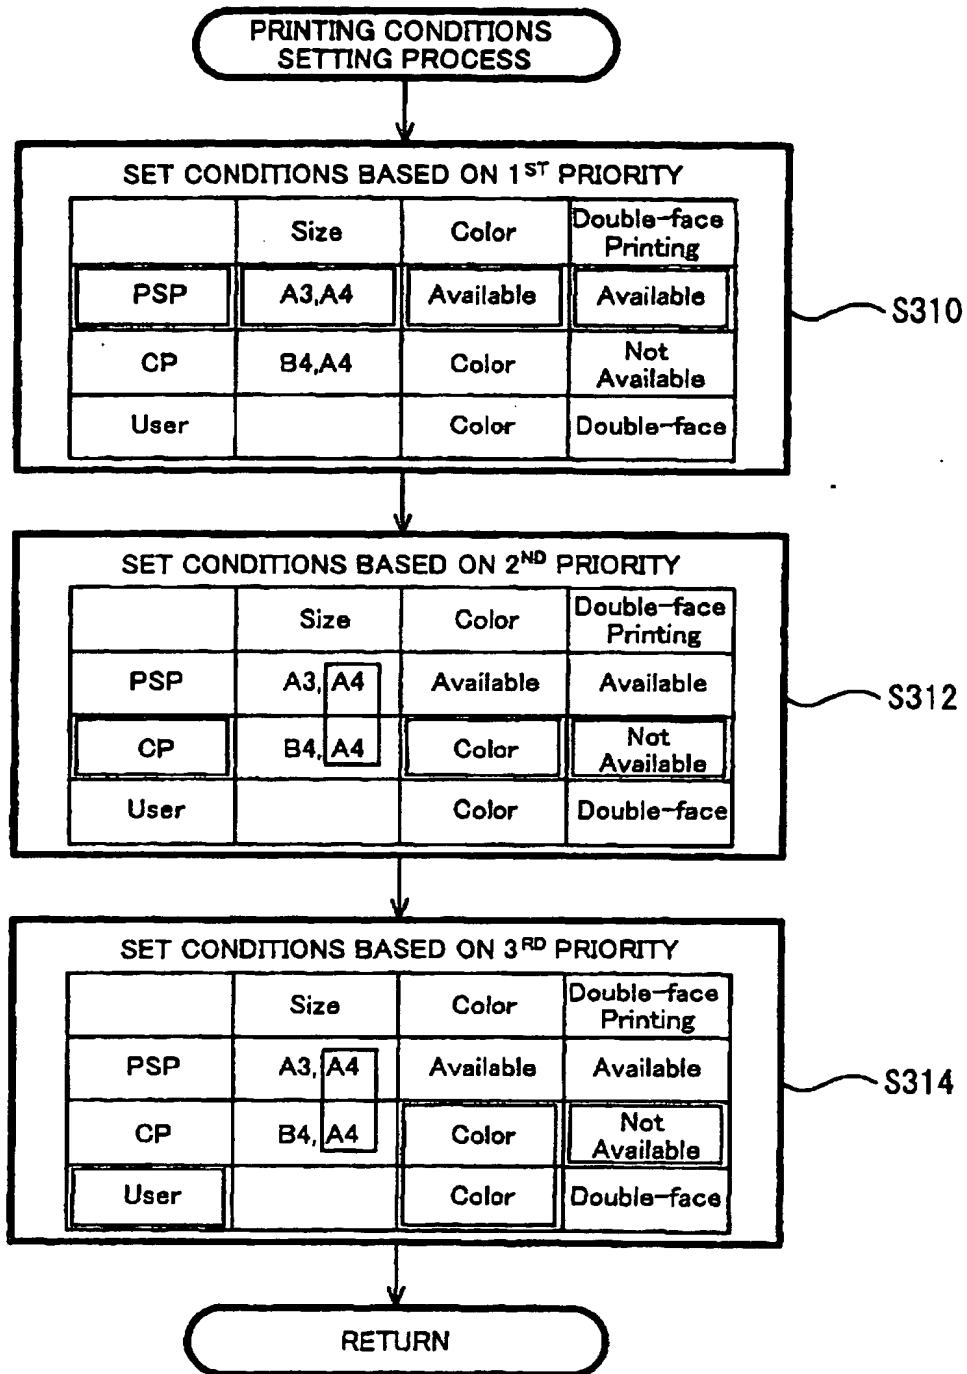 PRINTING CONDITIONS
SETTING PROCESS
SET CONDITIONS BASED ON 1ST PRIORITY
Size Color Double-face Printing
PSP A3,A4 Available Available
CP B4,A4 Color Not Available
User Color Double-face
S310
SET CONDITIONS BASED ON 2ND PRIORITY
Size Color Double-face Printing
PSP A3, A4 Available Available
CP B4, A4 Color Not Available
User Color Double-face
S312
SET CONDITIONS BASED ON 3RD PRIORITY
Size Color Double-face Printing
PSP A3, A4 Available Available
CP B4, A4 Color Not Available
User Color Double-face
S314
RETURN